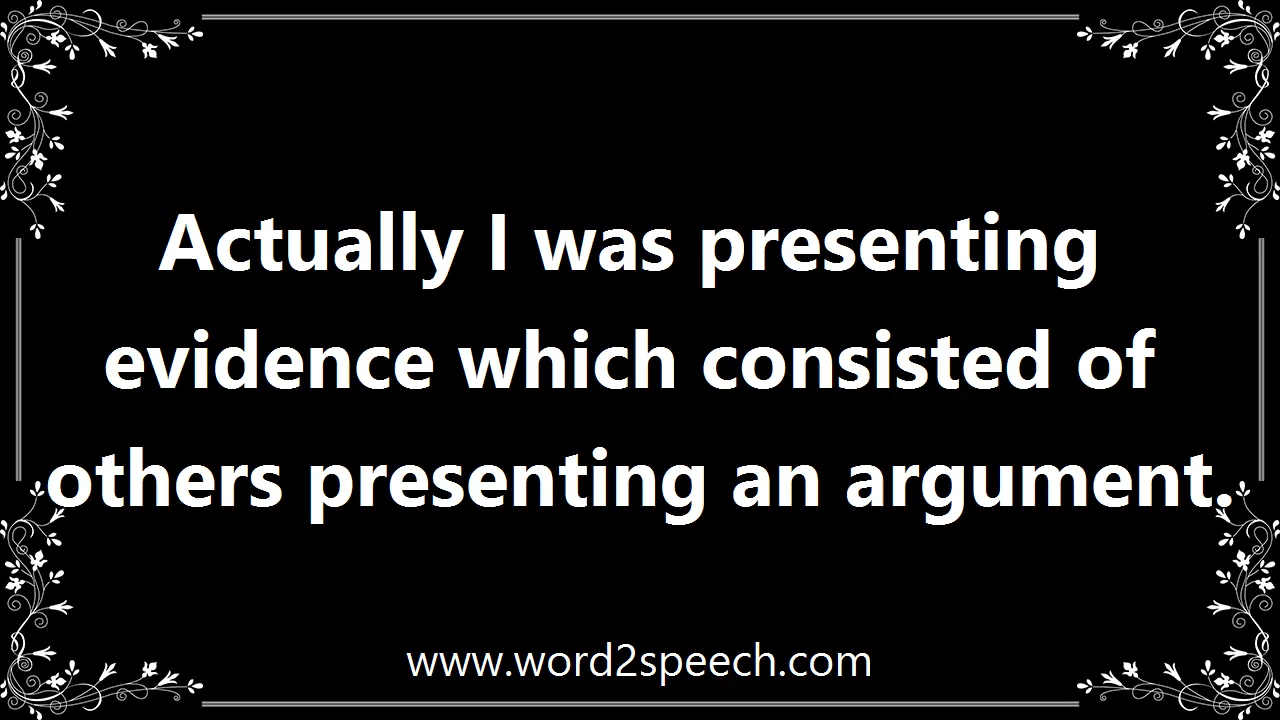 Actually I was presenting
evidence which consisted of
others presenting an argument.
www.word2speech.com